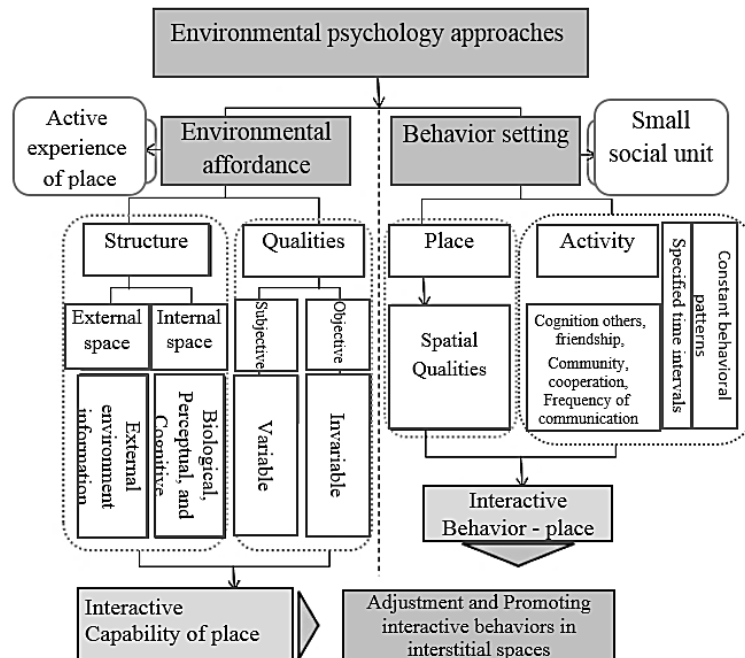 Environmental psychology approaches
Active
experience
of place
Environmental
affordance
Behavior setting
Small
social unit
Structure
Qualities
Place
Activity
External
space
Internal
space
Subjective
Objective
Spatial
Qualities
Cognition others,
friendship,
Community,
cooperation,
Frequency of
communication
Specified time intervals
Constant behavioral
patterns
External
environment
information
Biological,
Perceptual, and
Cognitive
Variable
Invariable
Interactive
Behavior - place
Interactive
Capability of place
Adjustment and Promoting
interactive behaviors in
interstitial spaces